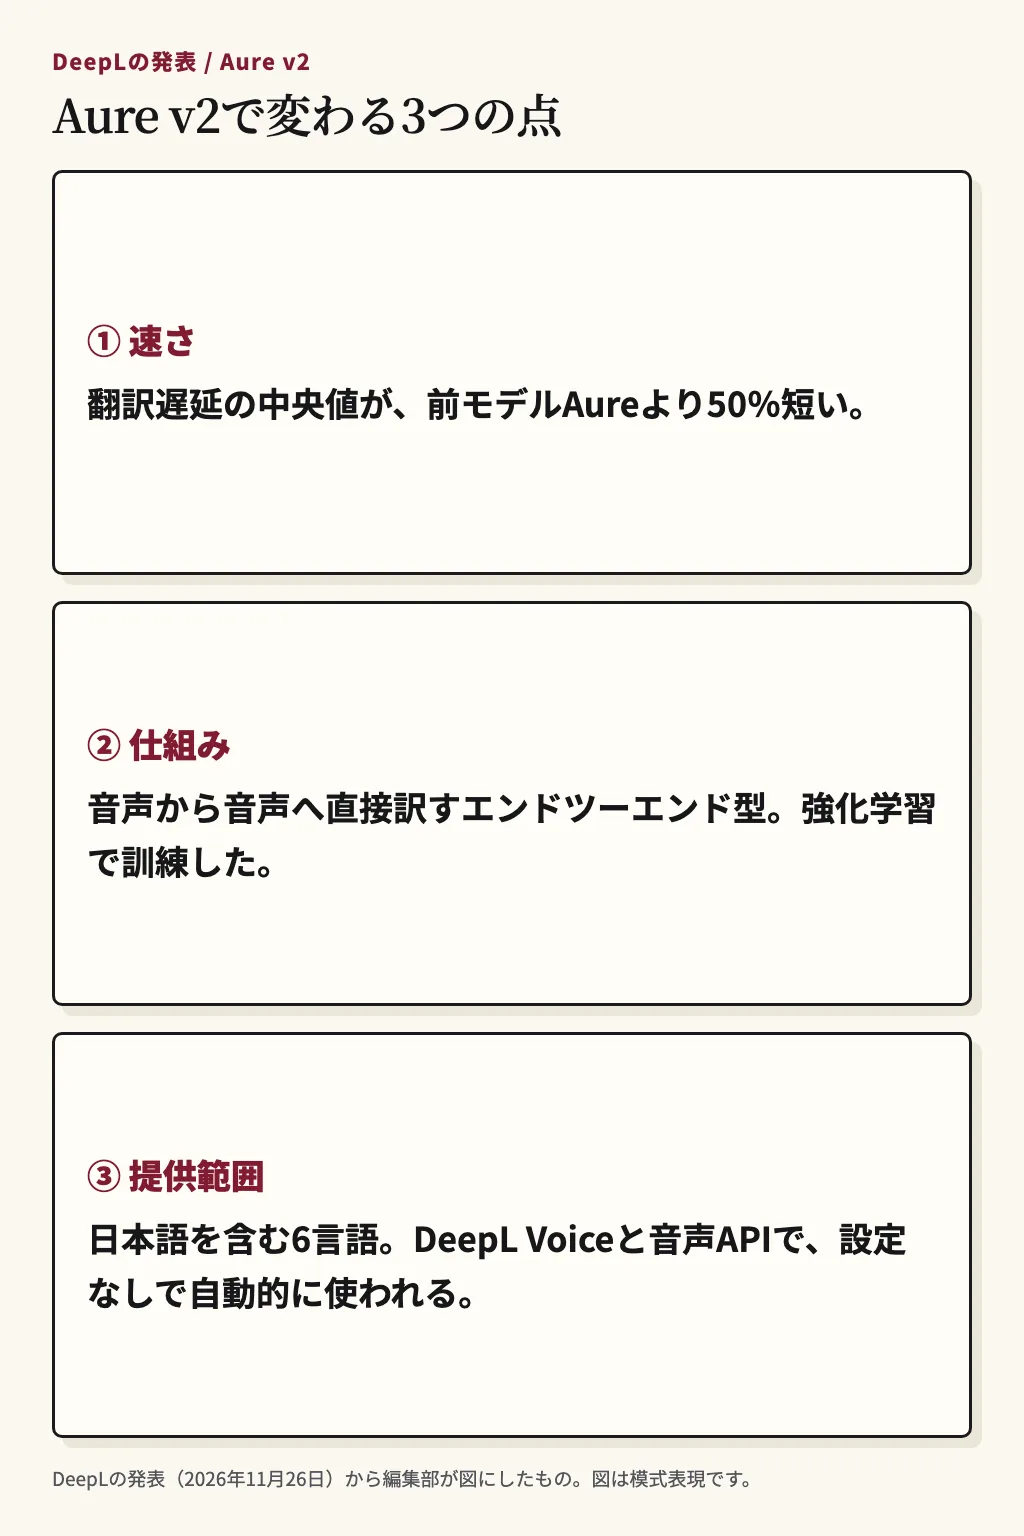 DeepLの発表 / Aure v2
Aure v2で変わる3つの点
① 速さ
翻訳遅延の中央値が、前モデルAureより50%短い。
② 仕組み
音声から音声へ直接訳すエンドツーエンド型。強化学習
で訓練した。
③ 提供範囲
日本語を含む6言語。DeepL Voiceと音声APIで、設定
なしで自動的に使われる。
DeepLの発表（2026年11月26日）から編集部が図にしたもの。図は模式表現です。